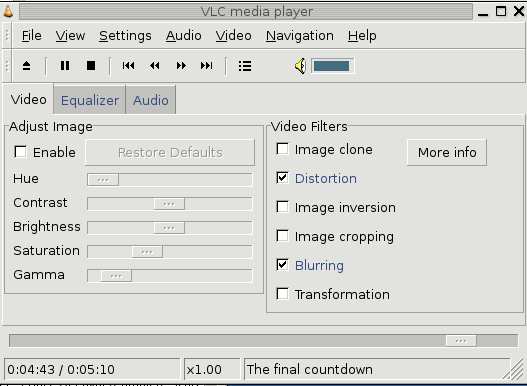 VLC media player
File View Settings Audio Video Navigation Help
Video Equalizer Audio
Adjust Image
Enable Restore Defaults
Hue
Contrast
Brightness
Saturation
Gamma
Video Filters
Image clone More info
Distortion
Image inversion
Image cropping
Blurring
Transformation
0:04:43 / 0:05:10 x1.00 The final countdown